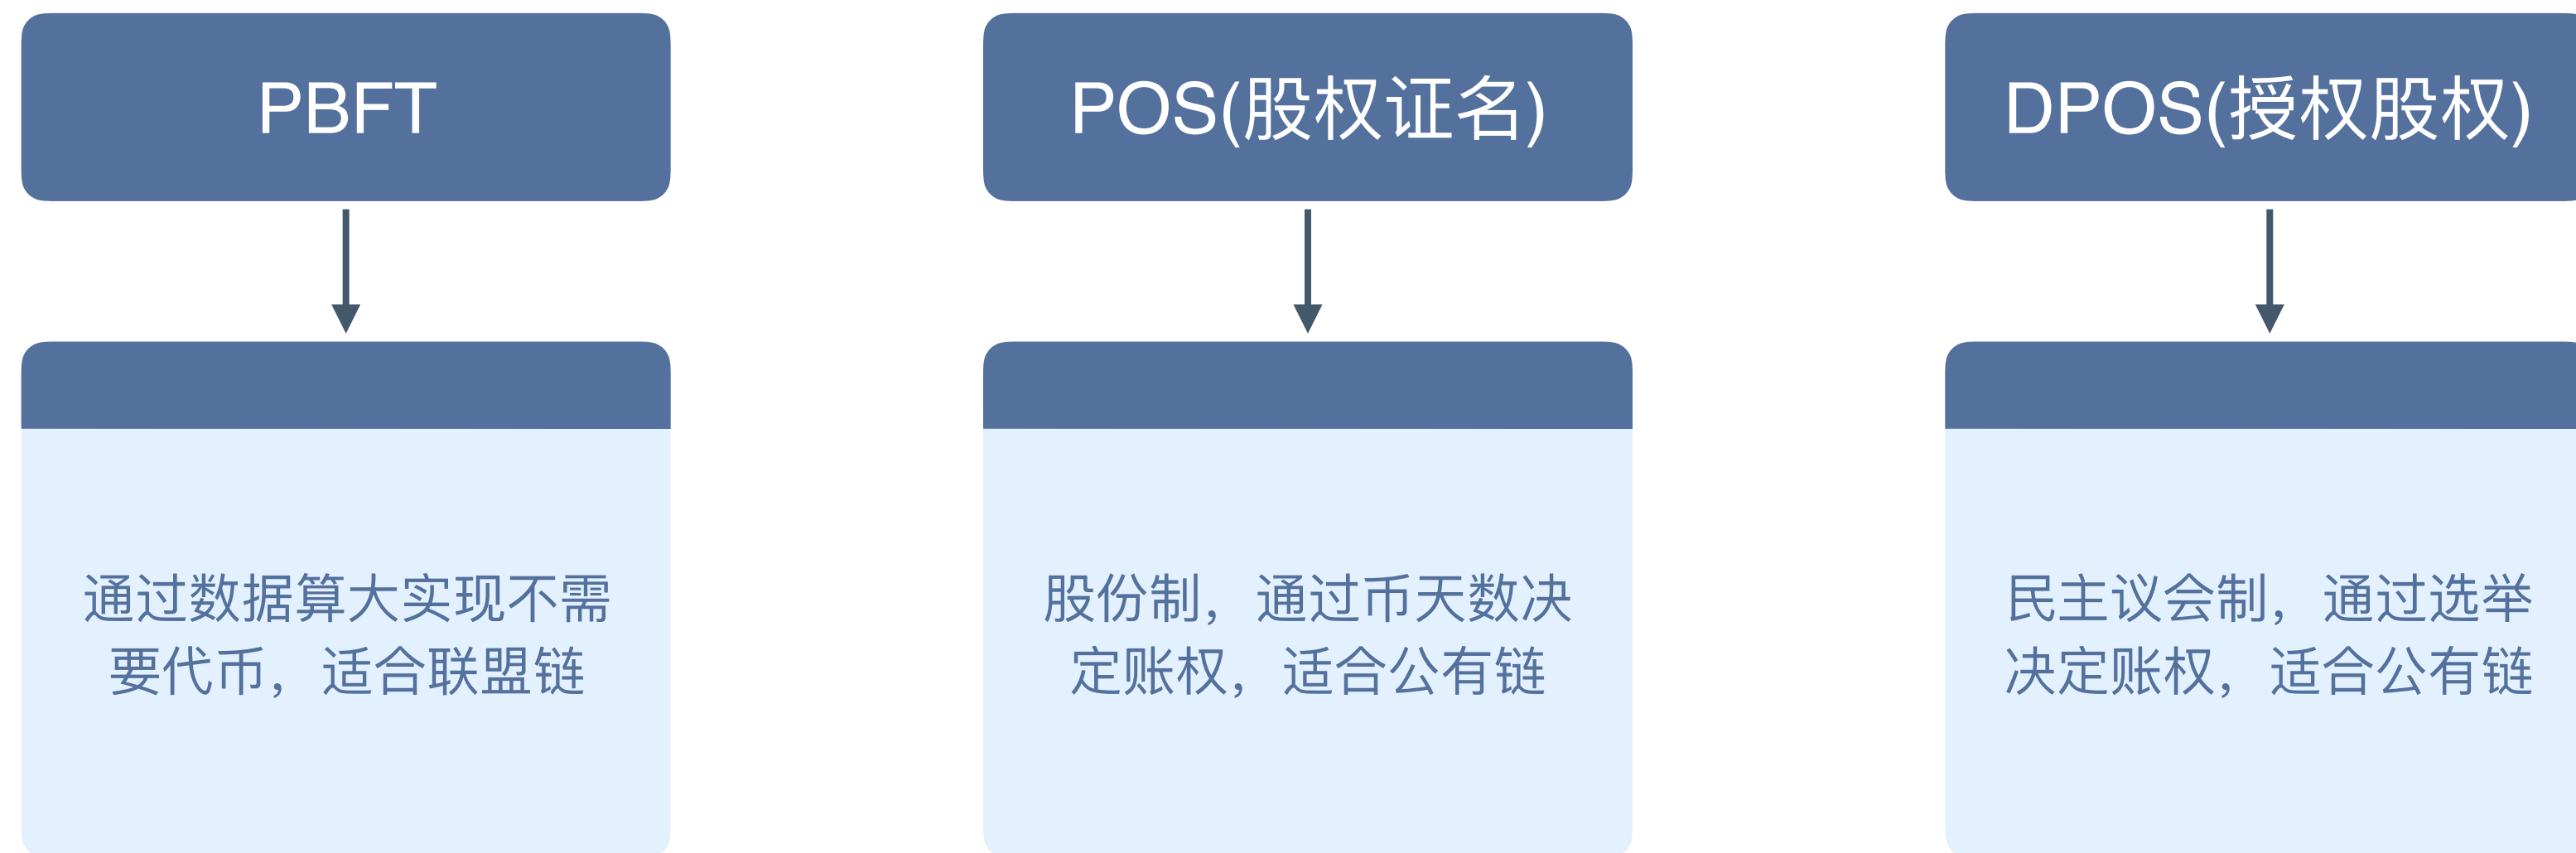 PBFT
POS(股权证名)
DPOS(授权股权)
通过数据算大实现不需
要代币，适合联盟链
股份制，通过币天数决
定账权，适合公有链
民主议会制，通过选举
决定账权，适合公有链